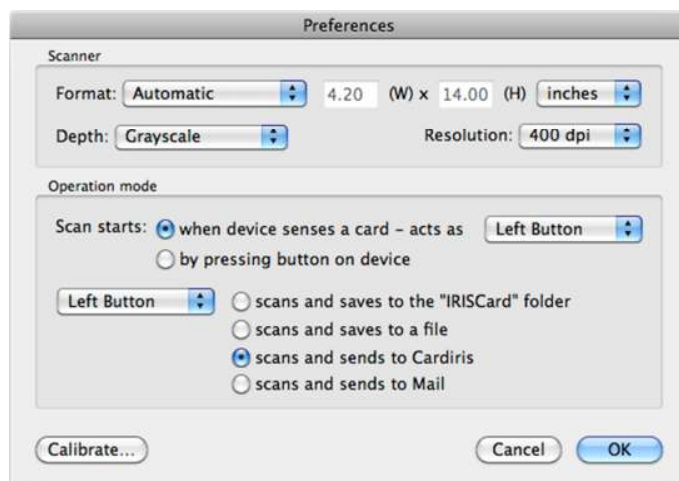 Preferences
Scanner
Format: Automatic 4.20 (W) x 14.00 (H) inches
Depth: Grayscale Resolution: 400 dpi
Operation mode
Scan starts: when device senses a card – acts as Left Button
by pressing button on device
Left Button scans and saves to the "IRISCard" folder
scans and saves to a file
scans and sends to Cardiris
scans and sends to Mail
Calibrate... Cancel OK